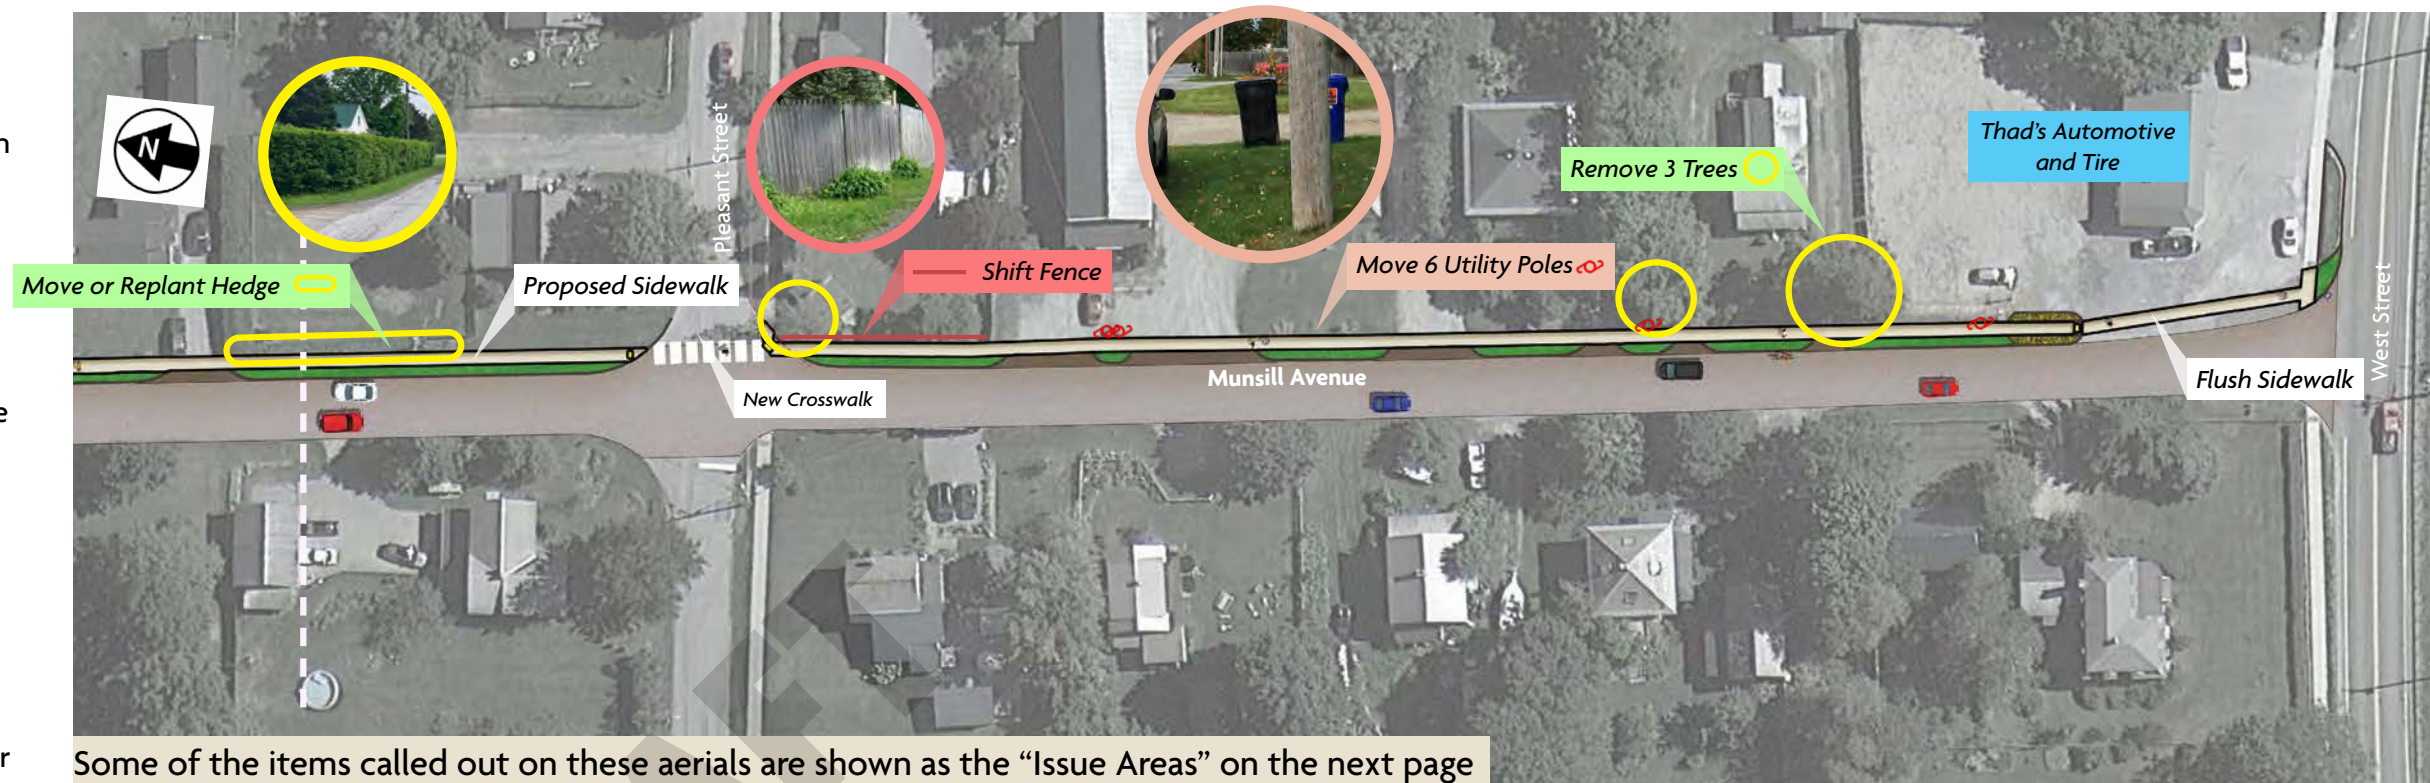 n
e
r
N
Pleasant Street
Move or Replant Hedge
Proposed Sidewalk
Shift Fence
Move 6 Utility Poles
Remove 3 Trees
Thad's Automotive
and Tire
New Crosswalk
Munsill Avenue
Flush Sidewalk
West Street
Some of the items called out on these aerials are shown as the “Issue Areas” on the next page